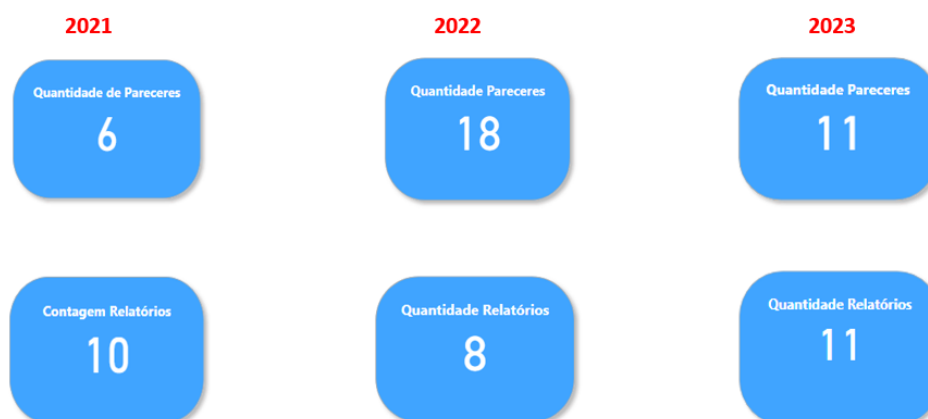 2021
2022
2023
Quantidade de Pareceres
6
Quantidade Pareceres
18
Quantidade Pareceres
11
Contagem Relatórios
10
Quantidade Relatórios
8
Quantidade Relatórios
11